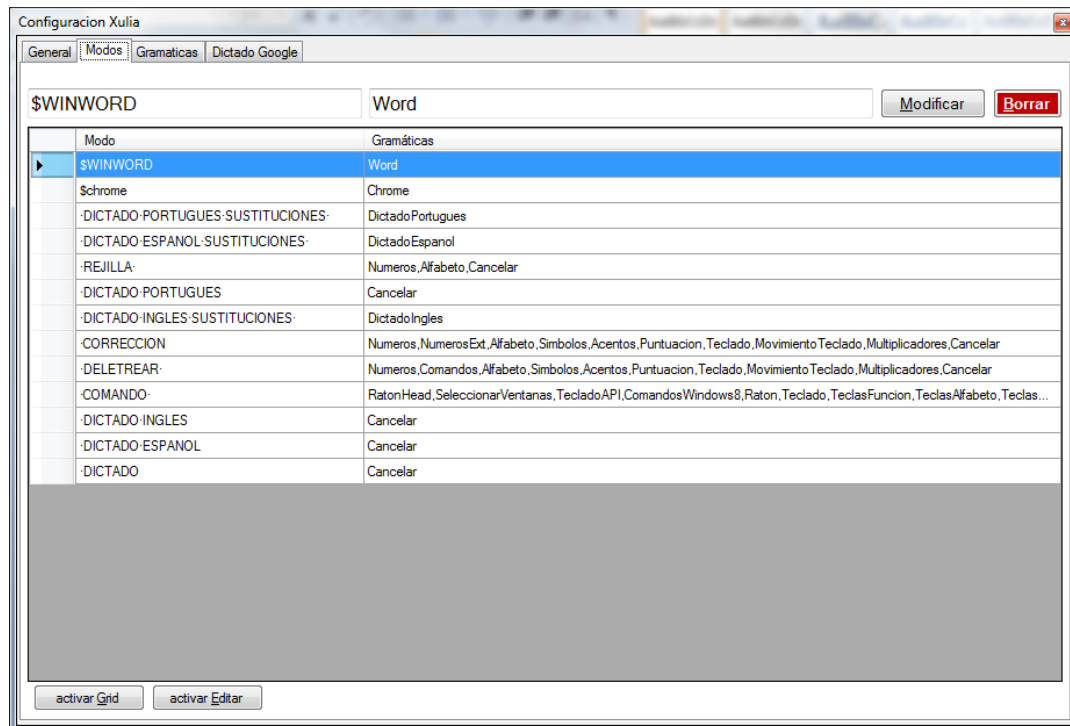 Configuracion Xulia
General Modos Gramaticas Dictado Google
$WINWORD Word Modificar Borrar
Modo Gramáticas
$WINWORD Word
$chrome Chrome
·DICTADO·PORTUGUES·SUSTITUCIONES· DictadoPortugues
·DICTADO·ESPANOL·SUSTITUCIONES· DictadoEspanol
·REJILLA· Numeros,Alfabeto,Cancelar
·DICTADO·PORTUGUES Cancelar
·DICTADO·INGLES·SUSTITUCIONES· DictadoIngles
·CORRECCION Numeros,NumerosExt,Alfabeto,Simbolos,Acentos,Puntuacion,Teclado,MovimientoTeclado,Multiplicadores,Cancelar
·DELETREAR· Numeros,Comandos,Alfabeto,Simbolos,Acentos,Puntuacion,Teclado,MovimientoTeclado,Multiplicadores,Cancelar
·COMANDO· RatonHead,SeleccionarVentanas,TecladoAPI,ComandosWindows8,Raton,Teclado,TeclasFuncion,TeclasAlfabeto,Teclas...
·DICTADO·INGLES Cancelar
·DICTADO·ESPANOL Cancelar
·DICTADO Cancelar
activar Grid activar Editar